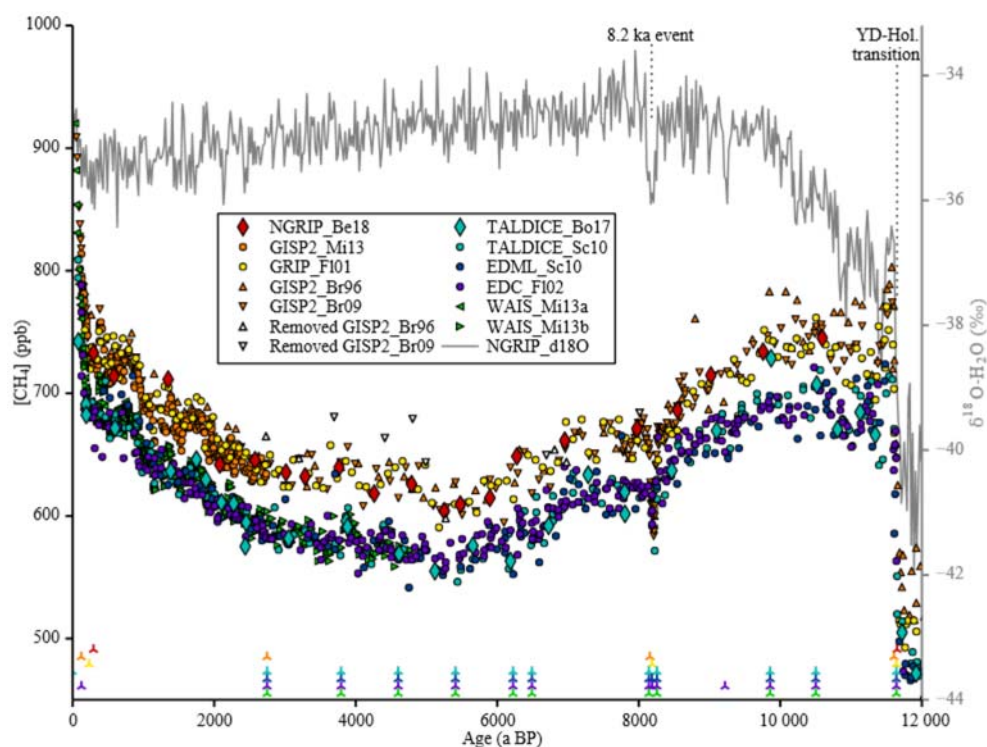 1000
900
800
700
600
500
[CH₄] (ppb)
8.2 ka event
YD-Hol.
transition
−34
−36
−38
−40
−42
−44
δ¹⁸O-H₂O (‰)
NGRIP_Be18
GISP2_Mi13
GRIP_Fl01
GISP2_Br96
GISP2_Br09
Removed GISP2_Br96
Removed GISP2_Br09
TALDICE_Bo17
TALDICE_Sc10
EDML_Sc10
EDC_Fl02
WAIS_Mi13a
WAIS_Mi13b
NGRIP_d18O
0
2000
4000
6000
8000
10 000
12 000
Age (a BP)